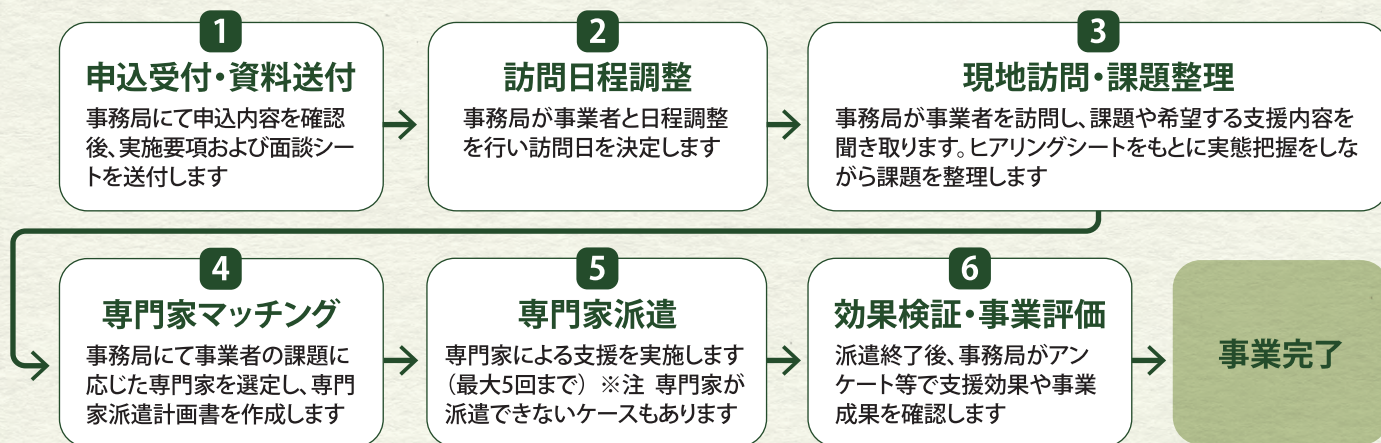 1
申込受付・資料送付
事務局にて申込内容を確認
後、実施要項および面談シー
トを送付します
2
訪問日程調整
事務局が事業者と日程調整
を行い訪問日を決定します
3
現地訪問・課題整理
事務局が事業者を訪問し、課題や希望する支援内容を
聞き取ります。ヒアリングシートをもとに実態把握をしな
がら課題を整理します
4
専門家マッチング
事務局にて事業者の課題に
応じた専門家を選定し、専門
家派遣計画書を作成します
5
専門家派遣
専門家による支援を実施します
（最大5回まで）※注 専門家が
派遣できないケースもあります
6
効果検証・事業評価
派遣終了後、事務局がアン
ケート等で支援効果や事業
成果を確認します
事業完了